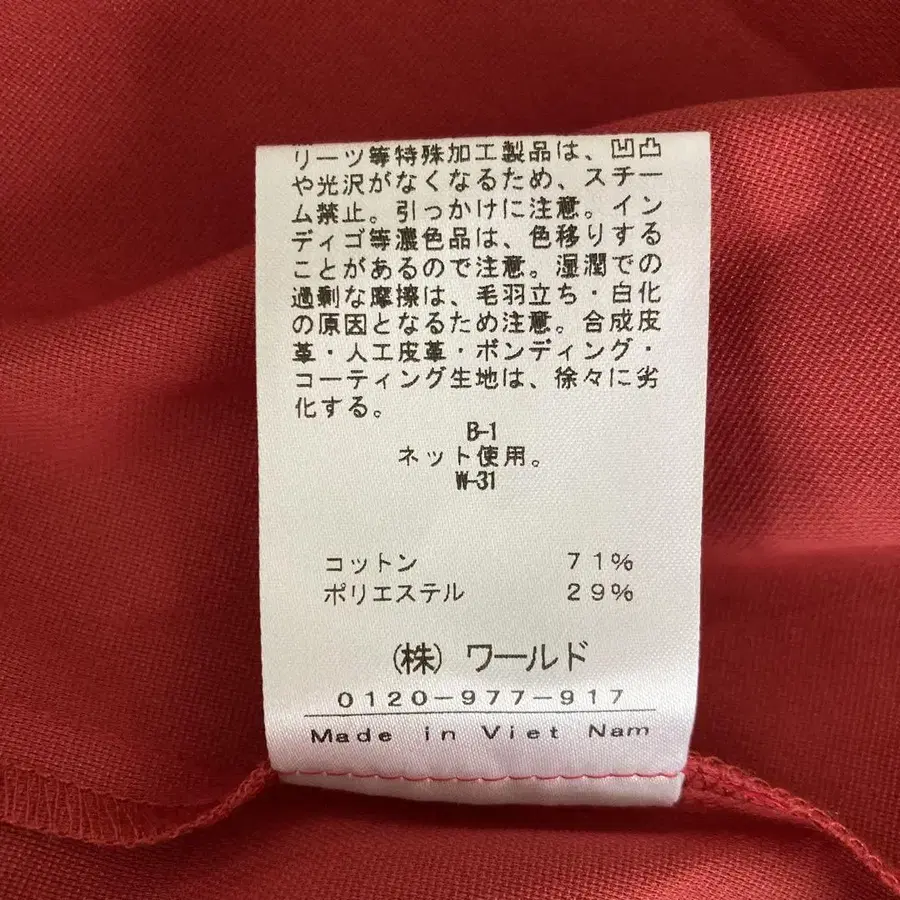 リーツ等特殊加工製品は、凹凸
や光沢がなくなるため、スチー
ム禁止。引っかけに注意。イン
ディゴ等濃色品は、色移りする
ことがあるので注意。湿潤での
過剰な摩擦は、毛羽立ち・白化
の原因となるため注意。合成皮
革・人工皮革・ボンディング・
コーティング生地は、徐々に劣
化する。
B-1
ネット使用。
W-31
コットン 71%
ポリエステル 29%
(株)ワールド
0120-977-917
Made in Viet Nam